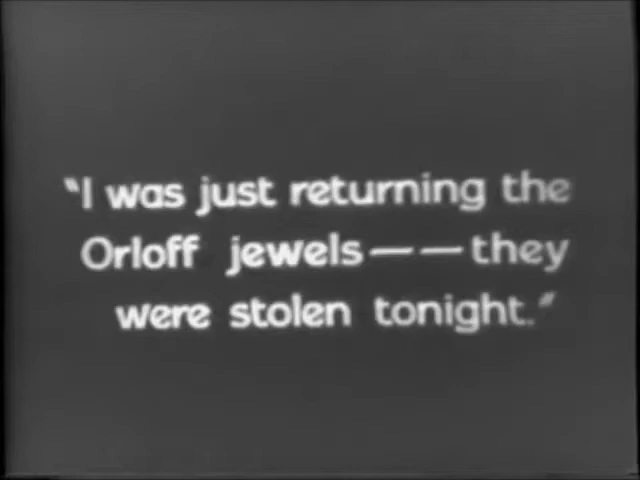 "I was just returning the
Orloff jewels——they
were stolen tonight."